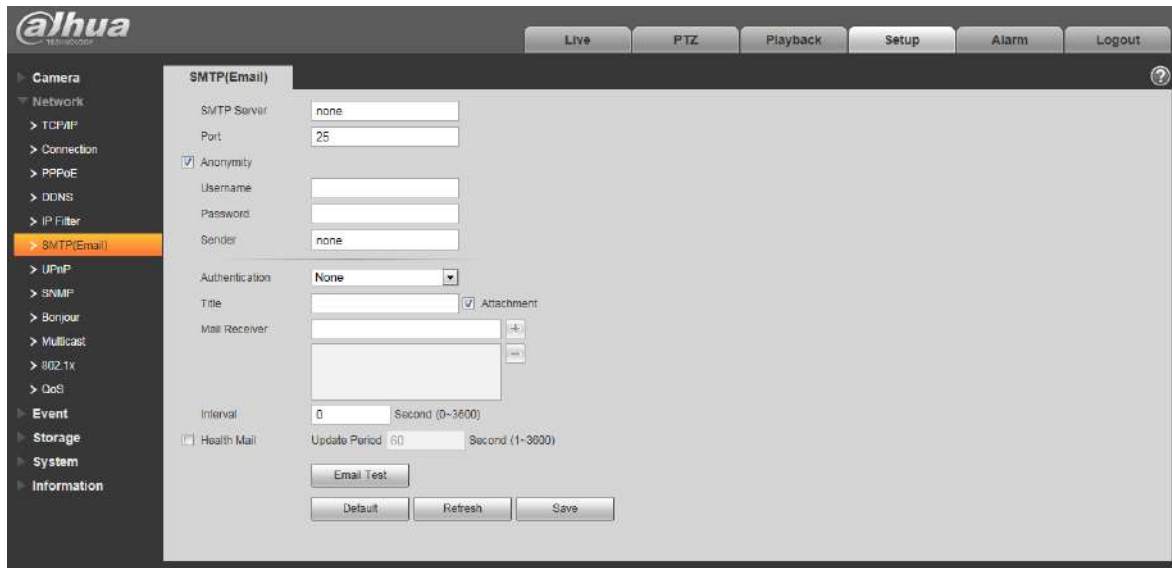 alhua
TECHNOLOGY
Live
PTZ
Playback
Setup
Alarm
Logout
Camera
Network
> TCP/IP
> Connection
> PPPoE
> DDNS
> IP Filter
> SMTP(Email)
> UPnP
> SNMP
> Bonjour
> Multicast
> 802.1x
> QoS
Event
Storage
System
Information
SMTP(Email)
?
SMTP Server none
Port 25
Anonymity
Username
Password
Sender none
Authentication None
Title Attachment
Mail Receiver +
-
Interval 0 Second (0~3600)
Health Mail Update Period 60 Second (1~3600)
Email Test
Default Refresh Save